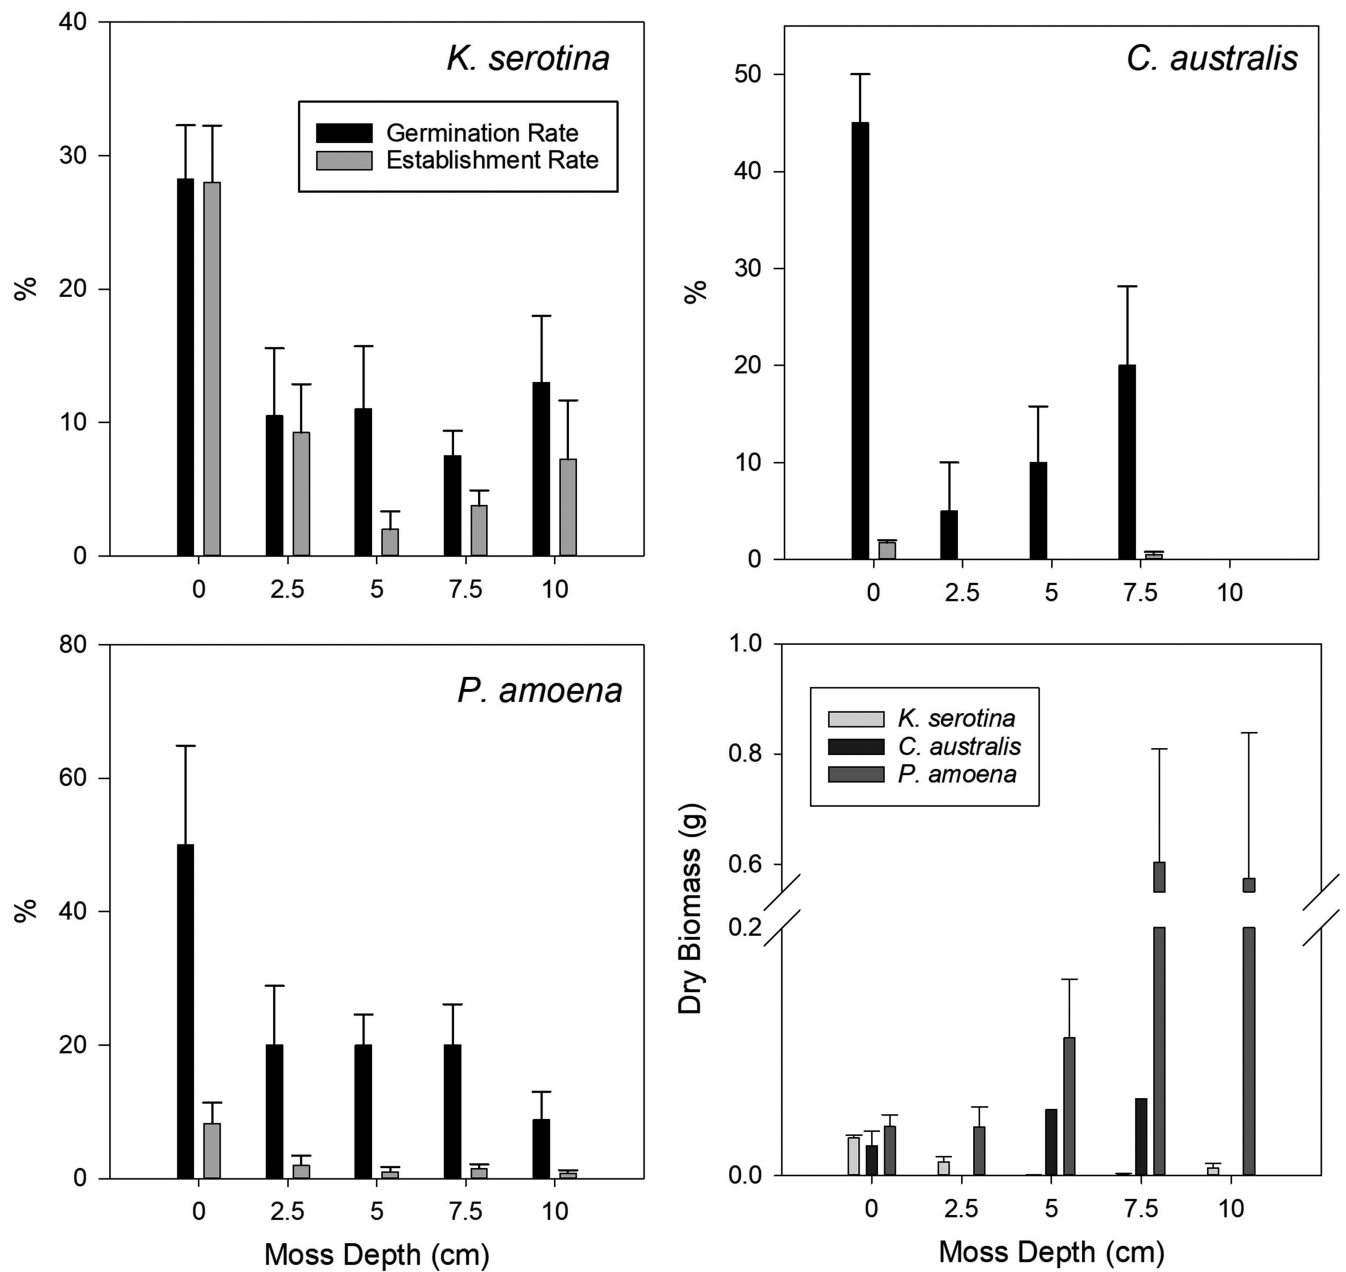 K. serotina
Germination Rate
Establishment Rate
40
30
20
10
0
%
0 2.5 5 7.5 10
C. australis
50
40
30
20
10
0
%
0 2.5 5 7.5 10
P. amoena
80
60
40
20
0
%
0 2.5 5 7.5 10
Moss Depth (cm)
K. serotina
C. australis
P. amoena
1.0
0.8
0.6
0.2
0.0
Dry Biomass (g)
0 2.5 5 7.5 10
Moss Depth (cm)